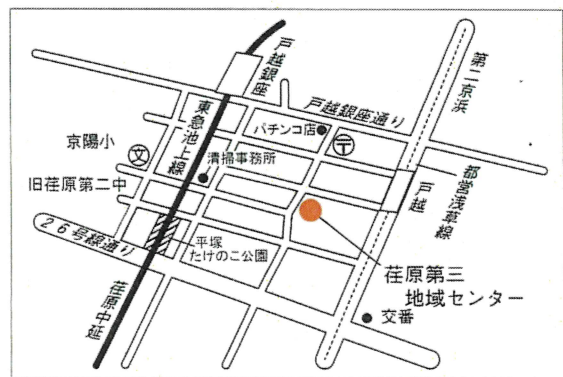 戸越銀座
第二京浜
戸越銀座通り
東急池上線
パチンコ店
〒
京陽小
文
清掃事務所
旧荏原第二中
戸越
都営浅草線
26号線通り
平塚
たけのこ公園
荏原第三
地域センター
荏原中延
交番